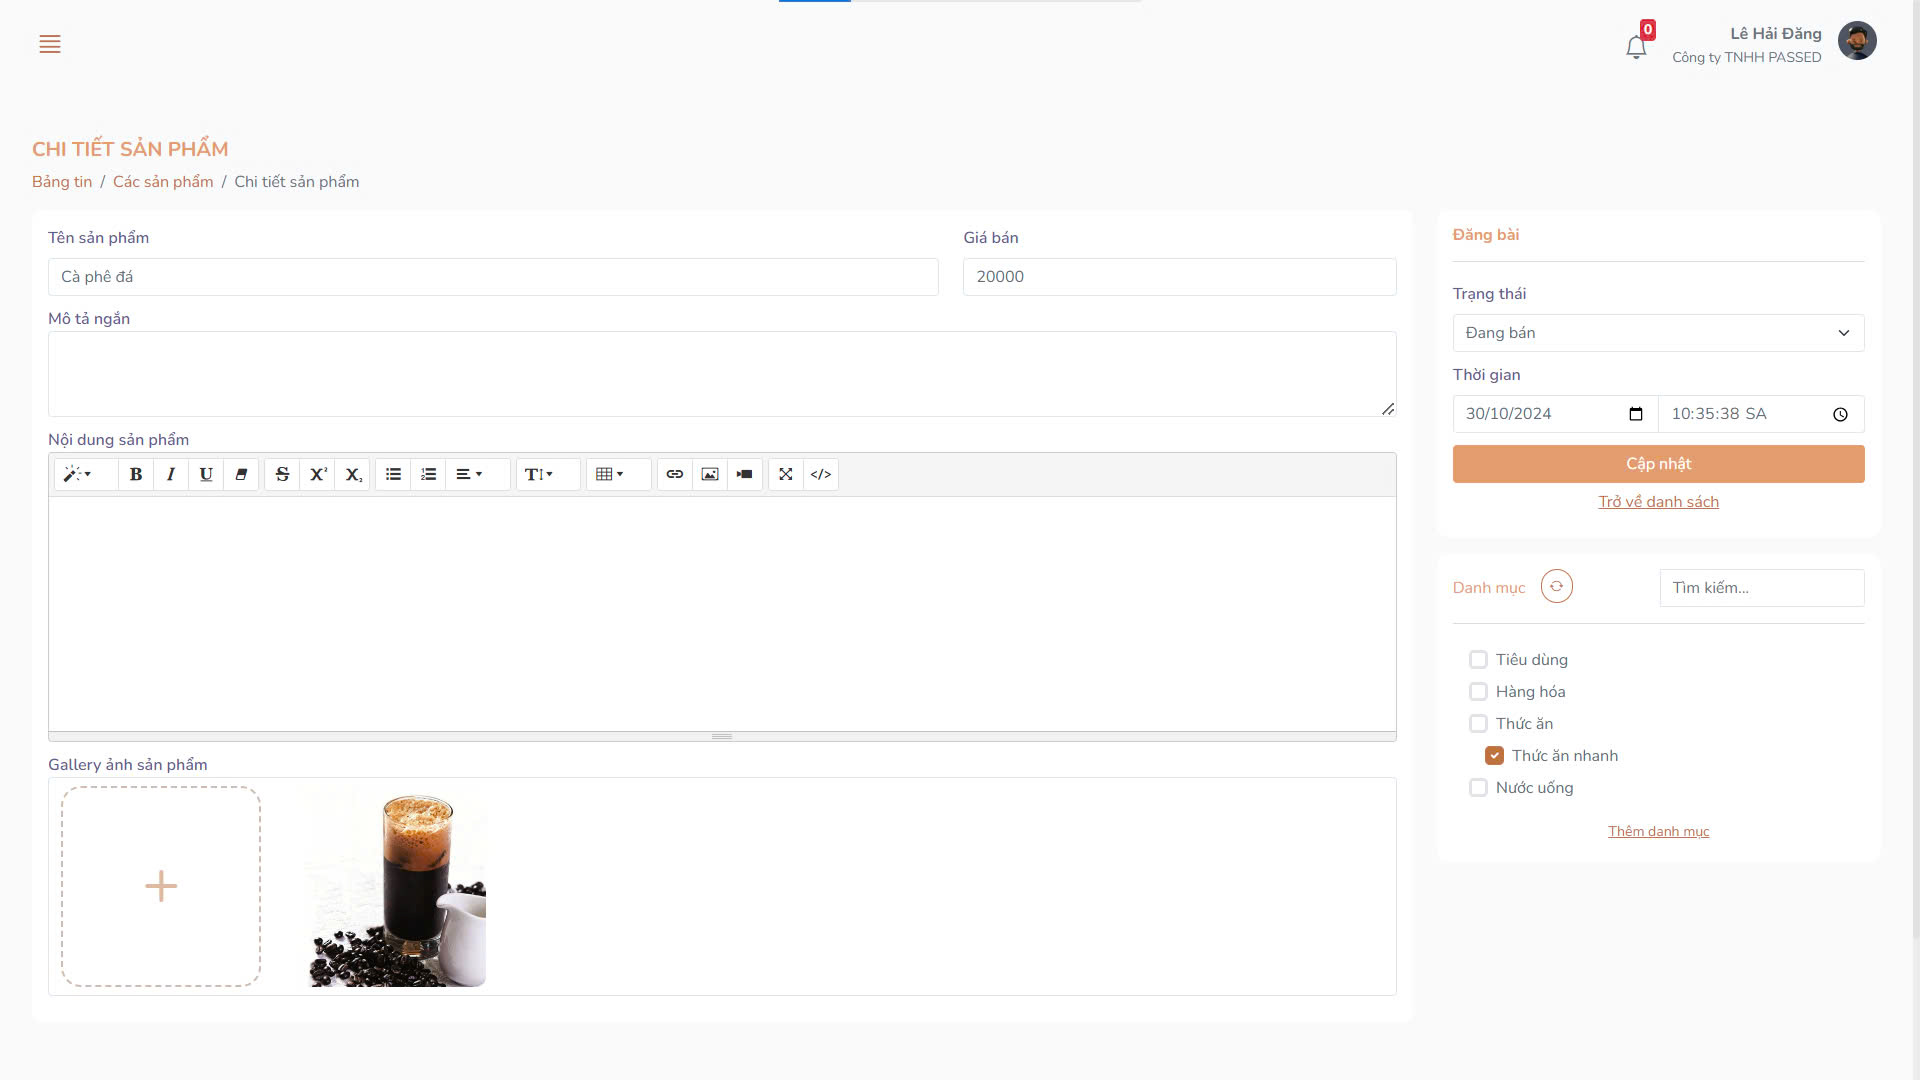 0
Lê Hải Đăng
Công ty TNHH PASSED
CHI TIẾT SẢN PHẨM
Bảng tin / Các sản phẩm / Chi tiết sản phẩm
Tên sản phẩm
Giá bán
Cà phê đá
20000
Mô tả ngắn
Nội dung sản phẩm
B I U S X² X₂ T </>
Gallery ảnh sản phẩm
Đăng bài
Trạng thái
Đang bán
Thời gian
30/10/2024
10:35:38 SA
Cập nhật
Trở về danh sách
Danh mục
Tìm kiếm...
Tiêu dùng
Hàng hóa
Thức ăn
Thức ăn nhanh
Nước uống
Thêm danh mục